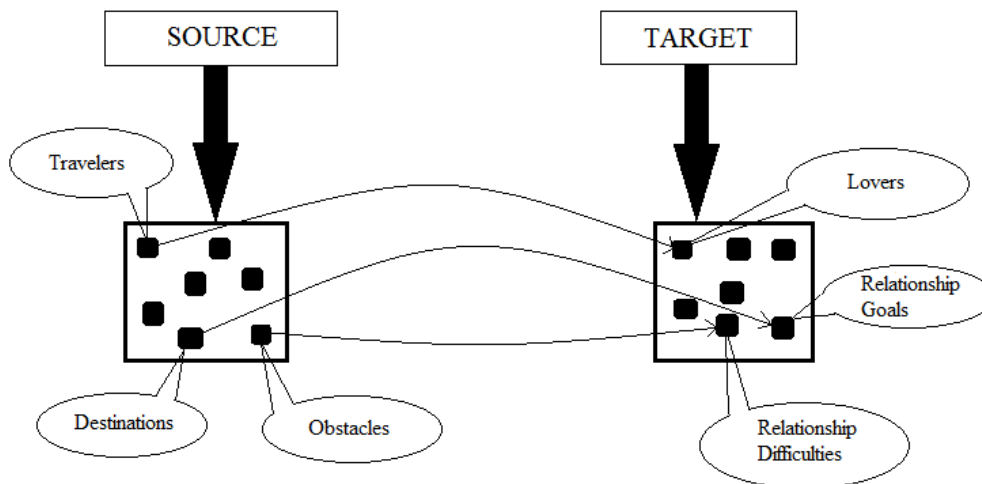 SOURCE
TARGET
Travelers
Lovers
Relationship
Goals
Destinations
Obstacles
Relationship
Difficulties